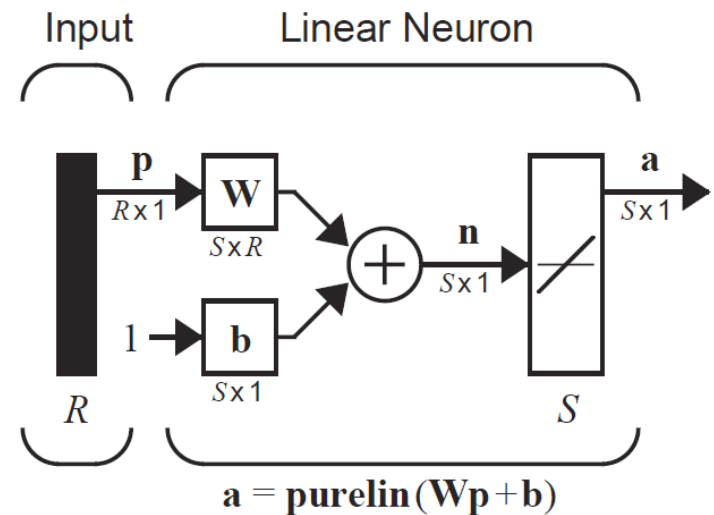 Input
Linear Neuron
p
R x 1
W
S x R
1
b
S x 1
n
S x 1
a
S x 1
R
S
a = purelin (Wp + b)